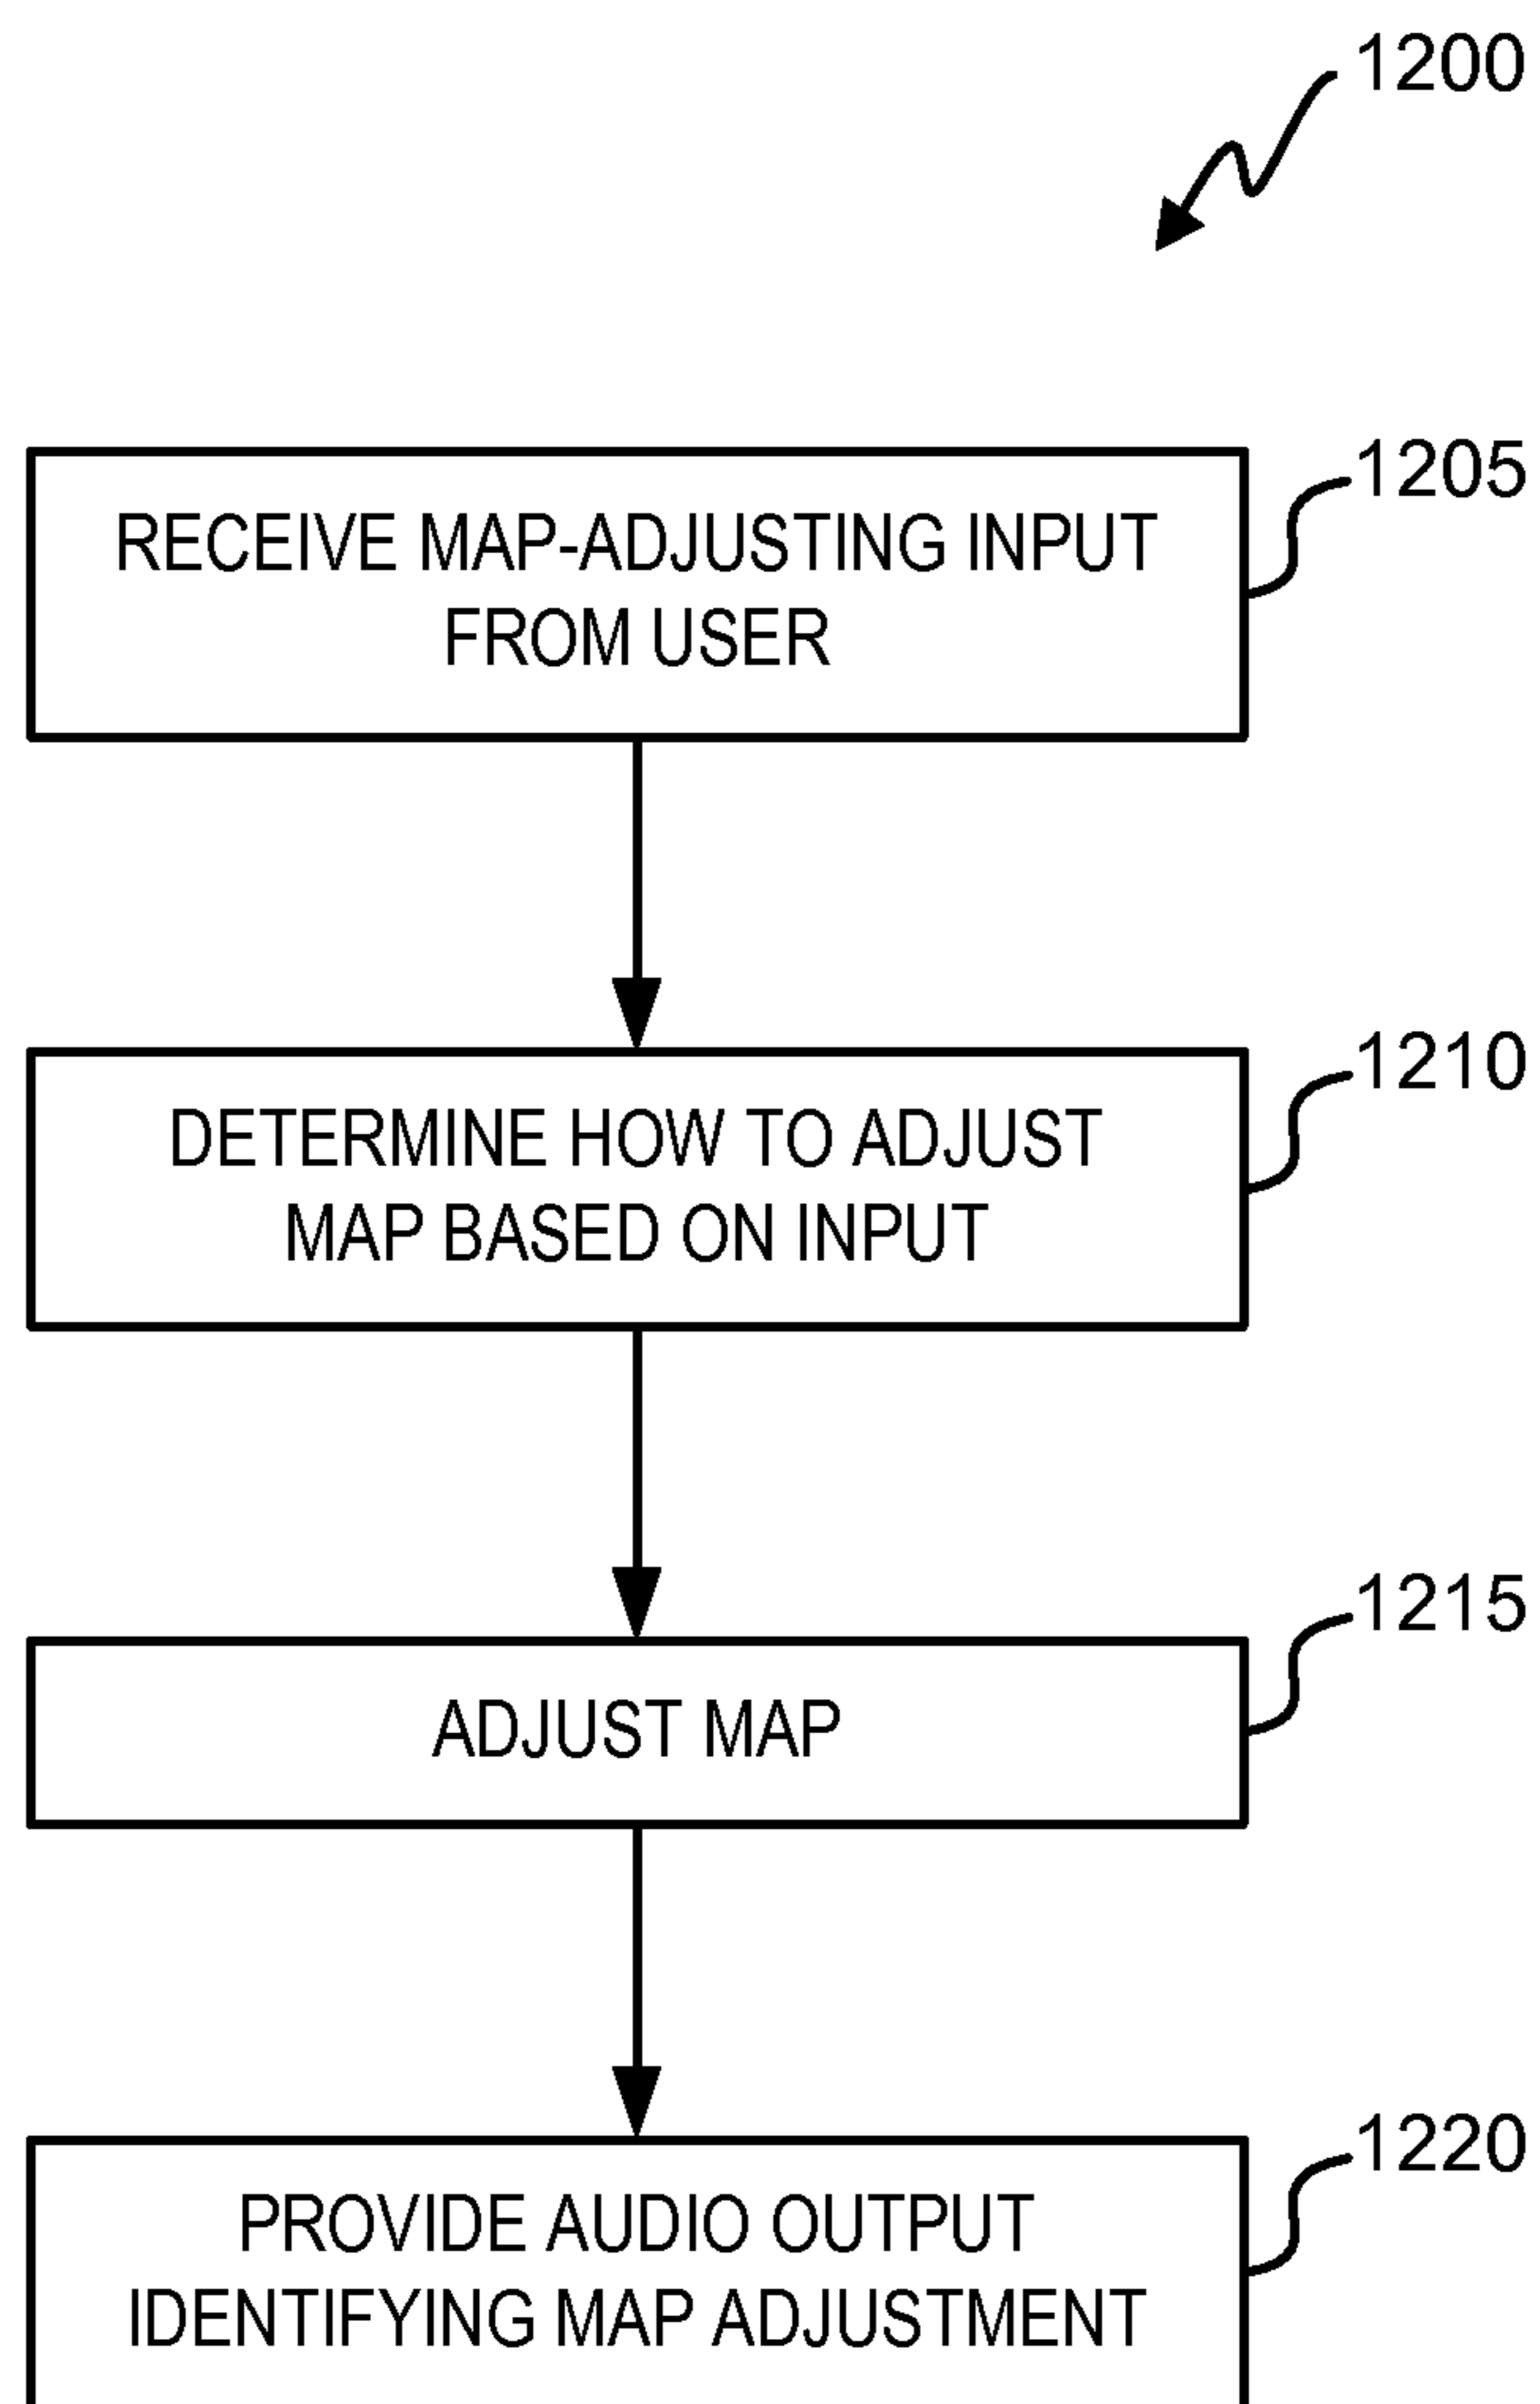 1200
1205
RECEIVE MAP-ADJUSTING INPUT
FROM USER
1210
DETERMINE HOW TO ADJUST
MAP BASED ON INPUT
1215
ADJUST MAP
1220
PROVIDE AUDIO OUTPUT
IDENTIFYING MAP ADJUSTMENT